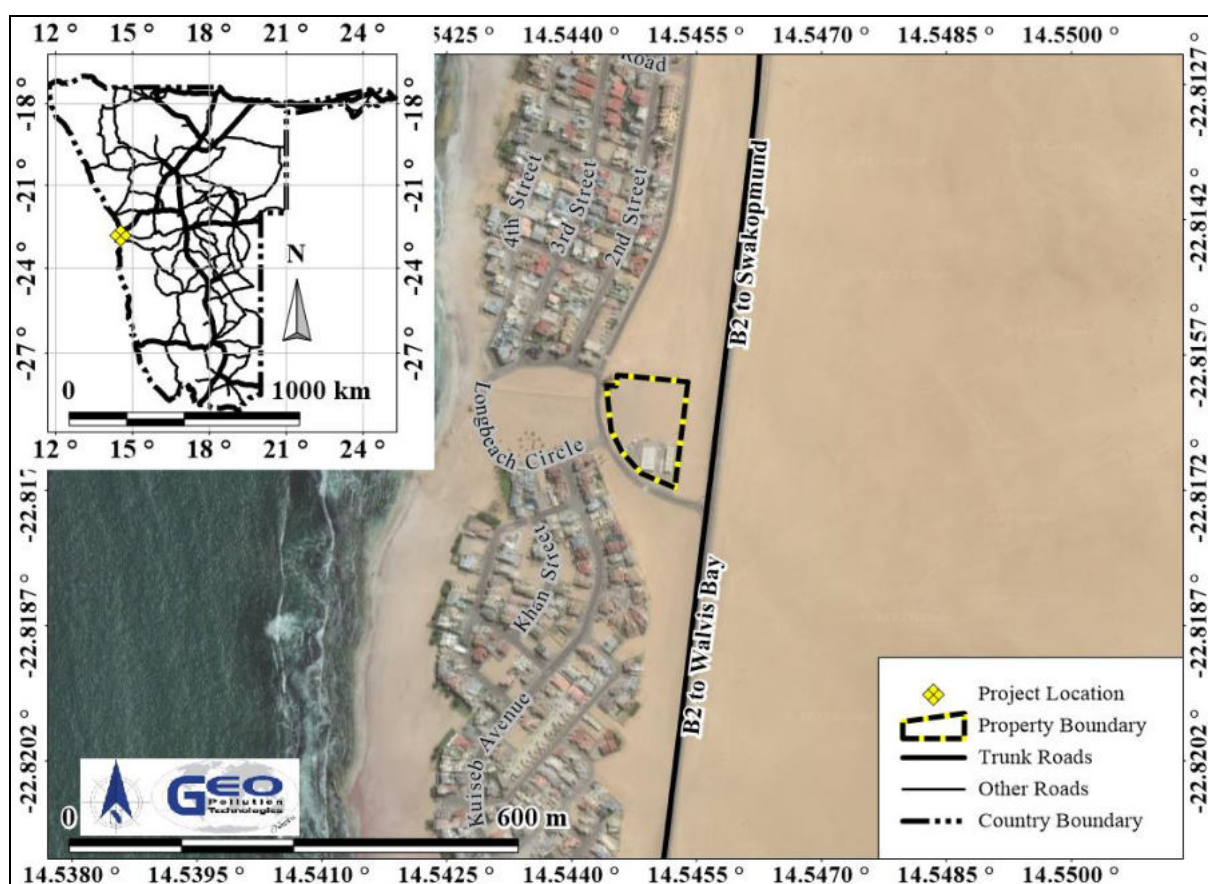 12 ° 15 ° 18 ° 21 ° 24 °
.5425 ° 14.5440 ° 14.5455 ° 14.5470 ° 14.5485 ° 14.5500 °
-18 °
-21 °
-24 °
-27 °
-18 °
-21 °
-24 °
-27 °
N
0 1000 km
12 ° 15 ° 18 ° 21 ° 24 °
Road
4th Street
3rd Street
2nd Street
B2 to Swakopmund
Longbeach Circle
Khan Street
Kuiseb Avenue
B2 to Walvis Bay
-22.8127 °
-22.8142 °
-22.8157 °
-22.8172 °
-22.8187 °
-22.8202 °
-22.817
-22.8187 °
-22.8202 °
Project Location
Property Boundary
Trunk Roads
Other Roads
Country Boundary
GEO
Pollution
Technologies
0 600 m
14.5380 ° 14.5395 ° 14.5410 ° 14.5425 ° 14.5440 ° 14.5455 ° 14.5470 ° 14.5485 ° 14.5500 °